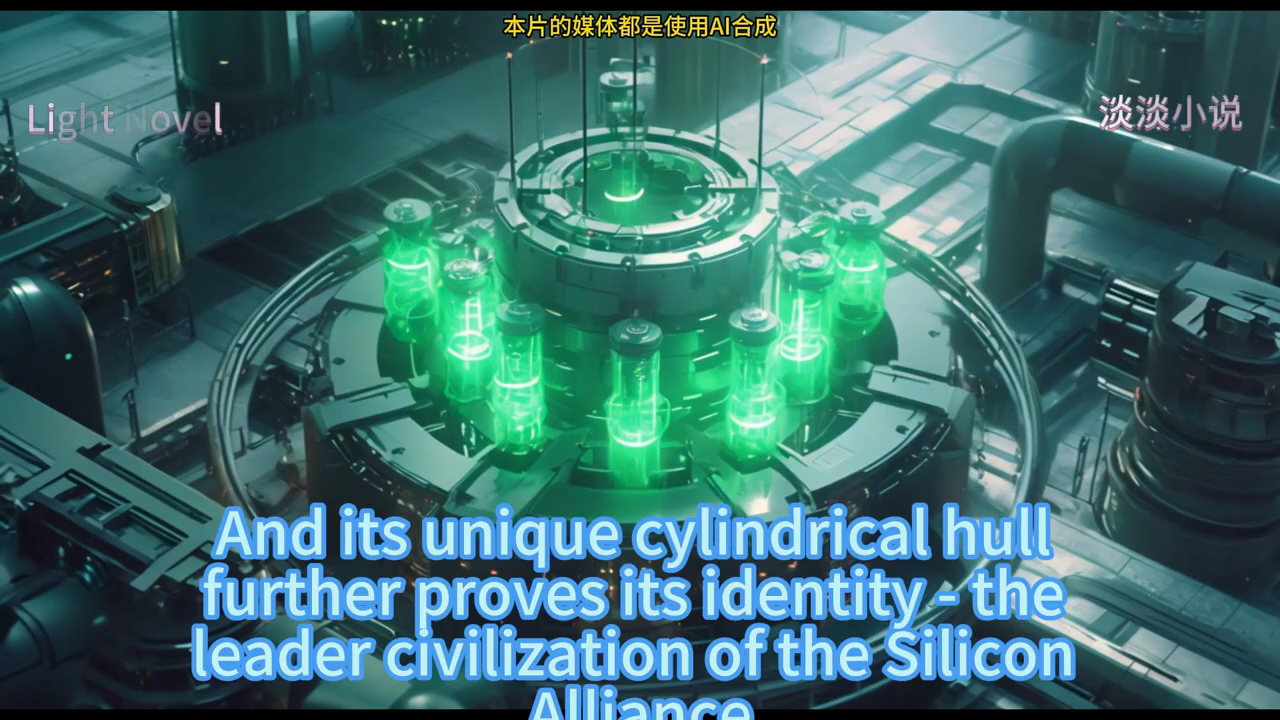 本片的媒体都是使用AI合成
Light Novel
淡淡小说
And its unique cylindrical hull
further proves its identity - the
leader civilization of the Silicon
Alliance